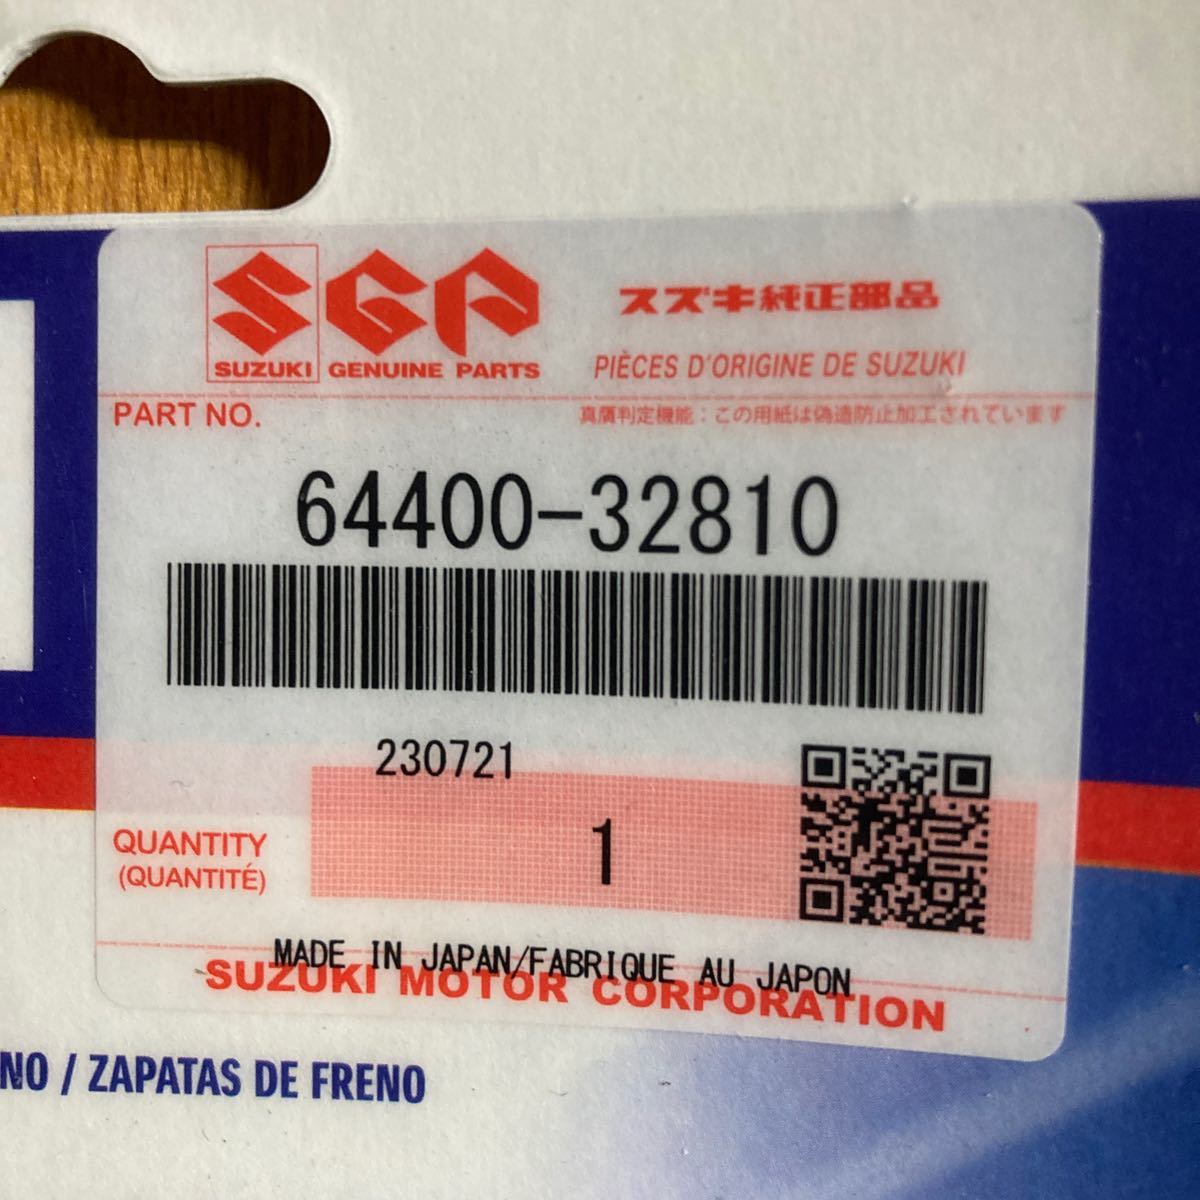 SGP
SUZUKI GENUINE PARTS
スズキ純正部品
PIÈCES D'ORIGINE DE SUZUKI
PART NO.
真贋判定機能：この用紙は偽造防止加工されています
64400-32810
230721
QUANTITY
(QUANTITÉ)
1
MADE IN JAPAN/FABRIQUE AU JAPON
SUZUKI MOTOR CORPORATION
NO / ZAPATAS DE FRENO